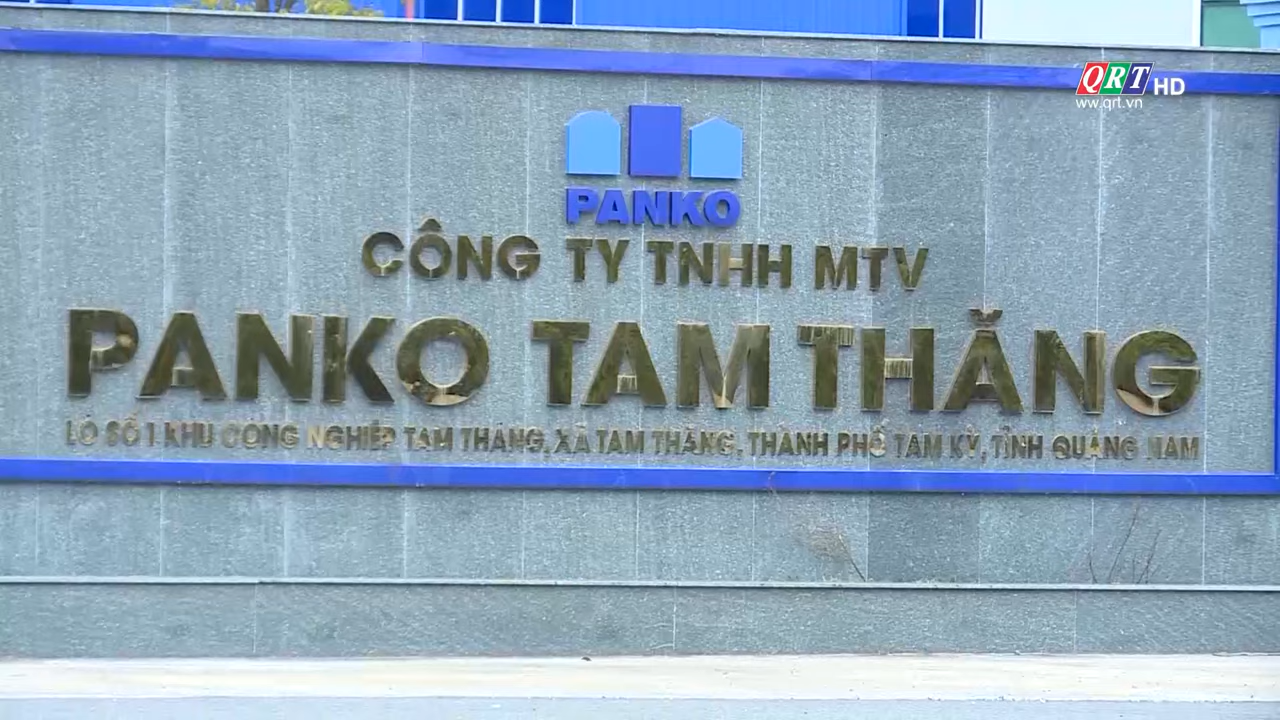 QRT HD
ww.qrt.vn
PANKO
CÔNG TY TNHH MTV
PANKO TAM THĂNG
LÔ SỐ 1 KHU CÔNG NGHIỆP TAM THĂNG, XÃ TAM THĂNG, THÀNH PHỐ TAM KỲ, TỈNH QUẢNG NAM